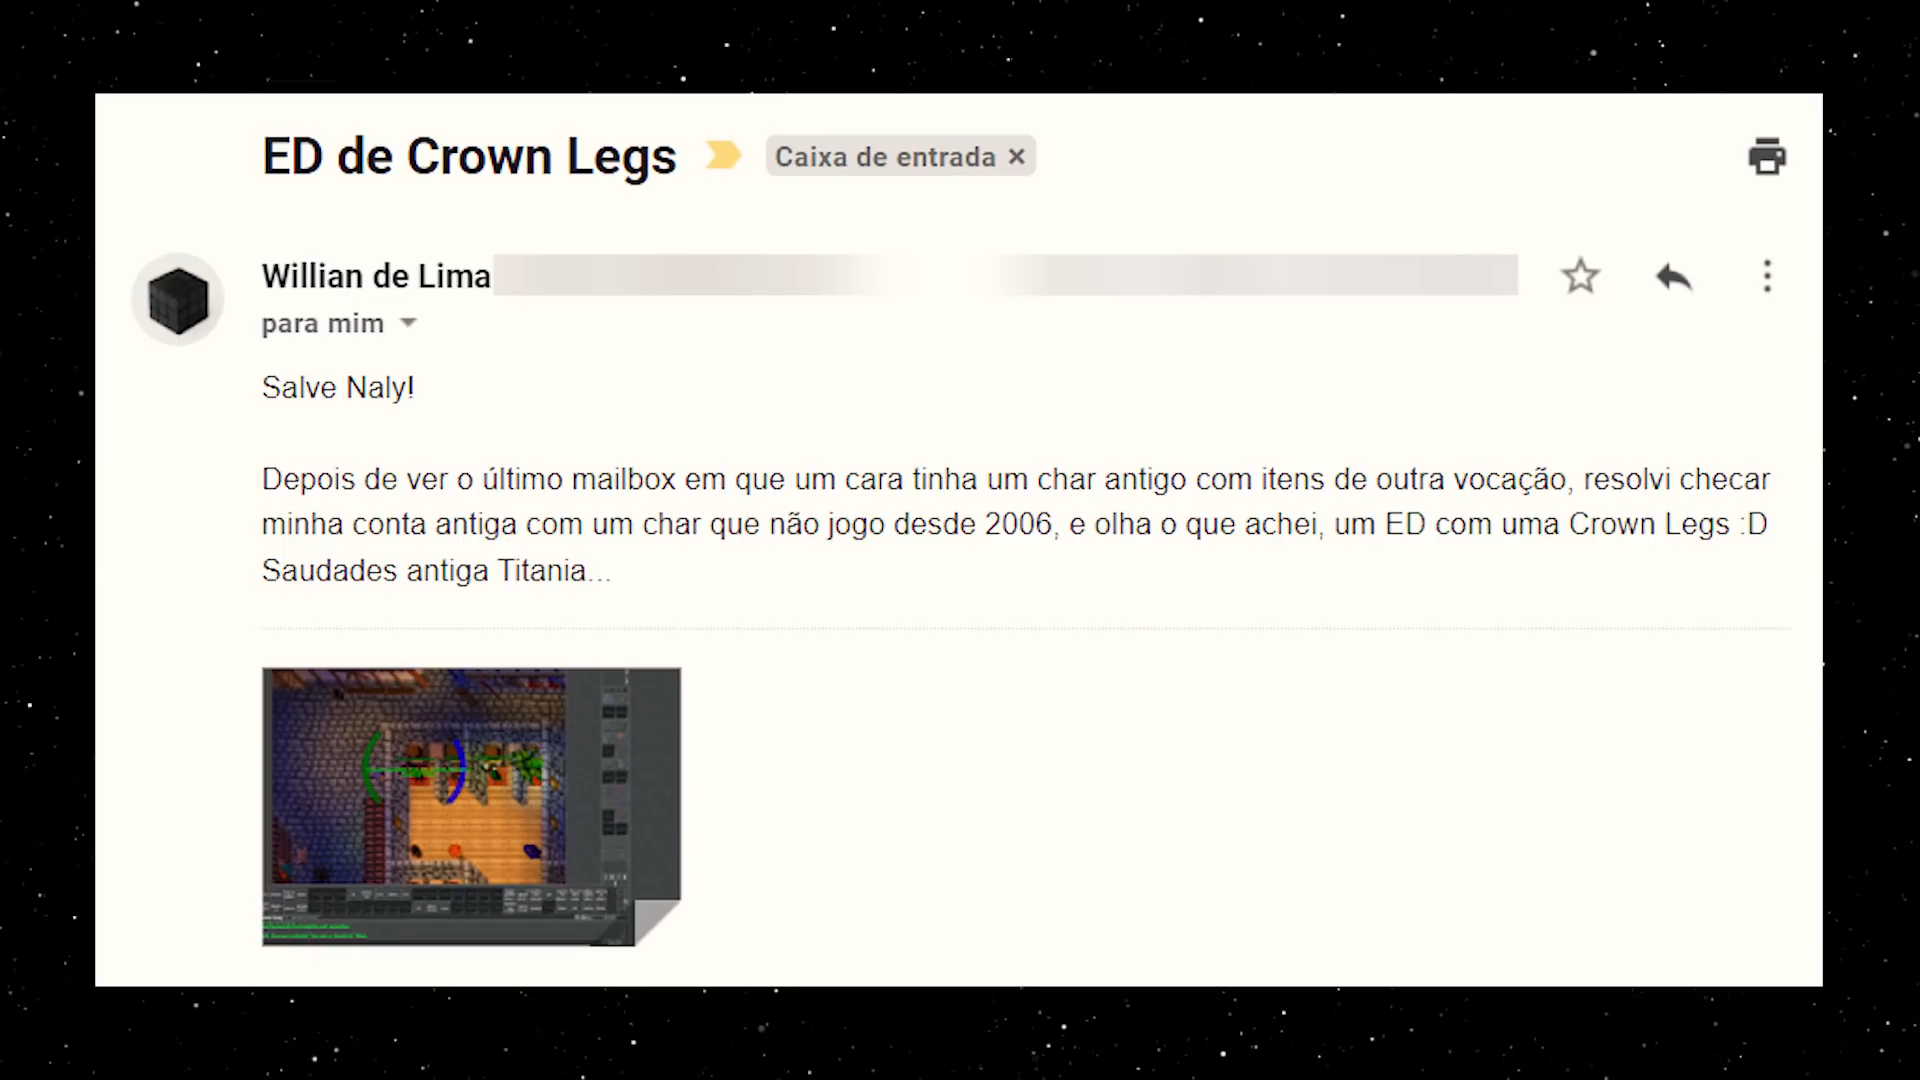 ED de Crown Legs Caixa de entrada ×
Willian de Lima
para mim
Salve Naly!
Depois de ver o último mailbox em que um cara tinha um char antigo com itens de outra vocação, resolvi checar
minha conta antiga com um char que não jogo desde 2006, e olha o que achei, um ED com uma Crown Legs :D
Saudades antiga Titania...